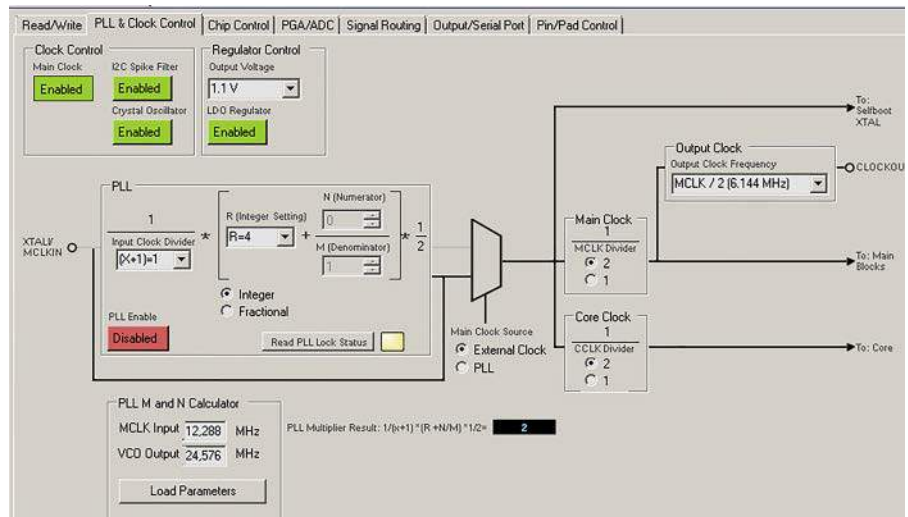 Read/Write PLL & Clock Control Chip Control PGA/ADC Signal Routing Output/Serial Port Pin/Pad Control
Clock Control
Main Clock I2C Spike Filter
Enabled Enabled
Crystal Oscillator
Enabled
Regulator Control
Output Voltage
1.1 V
LDO Regulator
Enabled
To:
Selfboot
XTAL
Output Clock
Output Clock Frequency
MCLK / 2 (6.144 MHz)
CLOCKOU
PLL
1
Input Clock Divider
(X+1)=1
*
R (Integer Setting)
R=4
+
N (Numerator)
0
M (Denominator)
1
* 1
2
Integer
Fractional
XTALI/
MCLKIN
PLL Enable
Disabled
Read PLL Lock Status
Main Clock Source
External Clock
PLL
Main Clock
1
MCLK Divider
2
1
To: Main
Blocks
Core Clock
1
CCLK Divider
2
1
To: Core
PLL M and N Calculator
MCLK Input 12,288 MHz
VCO Output 24,576 MHz
Load Parameters
PLL Multiplier Result: 1/(x+1)*(R +N/M)*1/2= 2